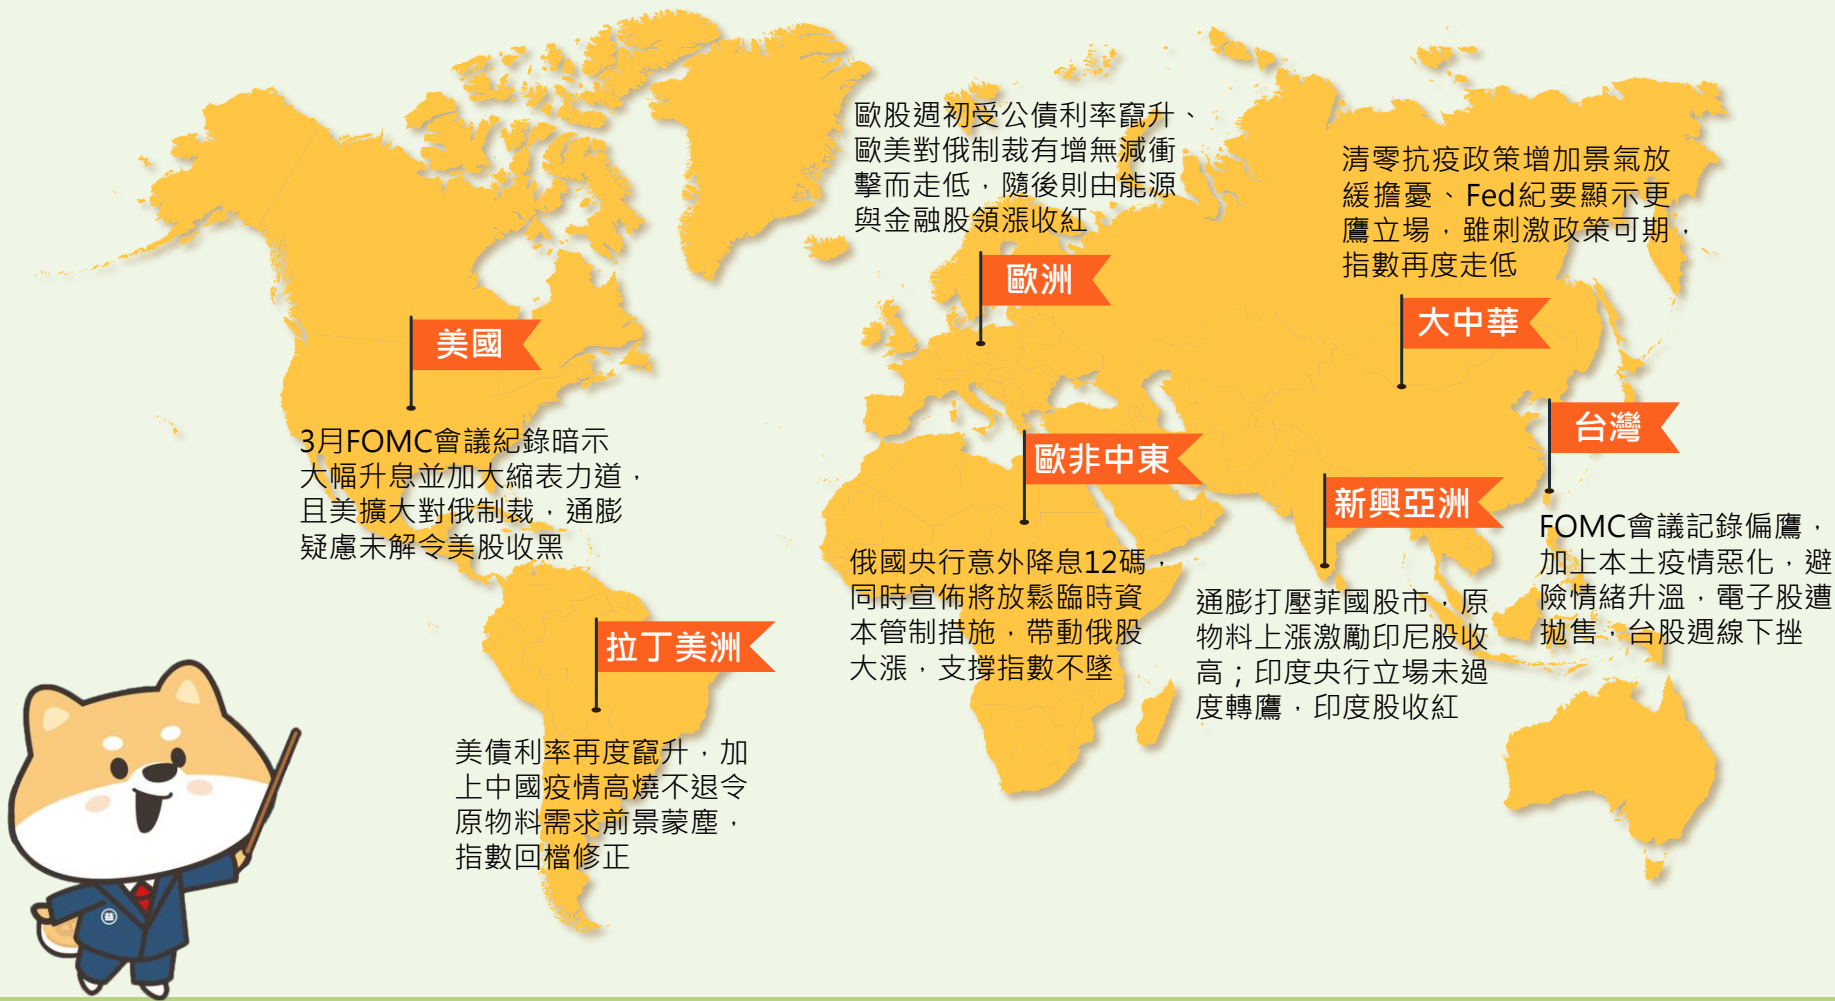 歐股週初受公債利率竄升、
歐美對俄制裁有增無減衝
擊而走低，隨後則由能源
與金融股領漲收紅
歐洲
清零抗疫政策增加景氣放
緩擔憂、Fed紀要顯示更
鷹立場，雖刺激政策可期，
指數再度走低
大中華
美國
3月FOMC會議紀錄暗示
大幅升息並加大縮表力道，
且美擴大對俄制裁，通膨
疑慮未解令美股收黑
歐非中東
俄國央行意外降息12碼，
同時宣佈將放鬆臨時資
本管制措施，帶動俄股
大漲，支撐指數不墜
新興亞洲
通膨打壓菲國股市，原
物料上漲激勵印尼股收
高；印度央行立場未過
度轉鷹，印度股收紅
台灣
FOMC會議記錄偏鷹，
加上本土疫情惡化，避
險情緒升溫，電子股遭
拋售，台股週線下挫
拉丁美洲
美債利率再度竄升，加
上中國疫情高燒不退令
原物料需求前景蒙塵，
指數回檔修正